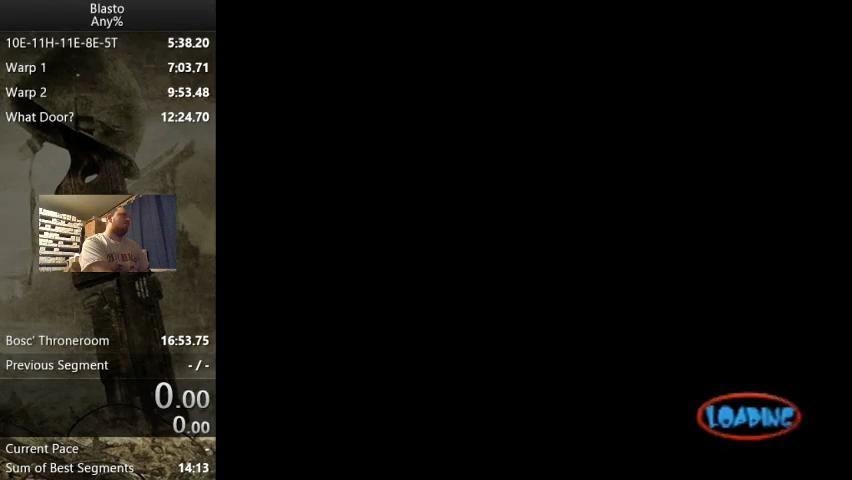 Blasto
Any%
10E-11H-11E-8E-5T 5:38.20
Warp 1 7:03.71
Warp 2 9:53.48
What Door? 12:24.70
Bosc' Throneroom 16:53.75
Previous Segment - / -
0.00
0.00
Current Pace -
Sum of Best Segments 14:13
LOADING